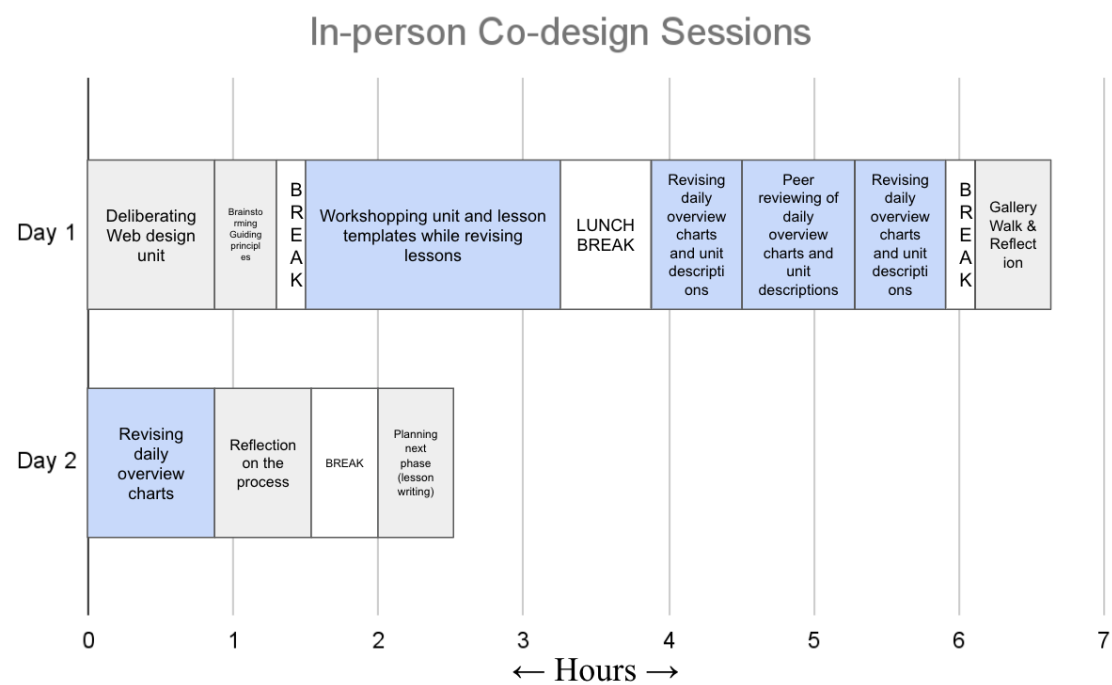 In-person Co-design Sessions
Day 1
Deliberating
Web design
unit
Brainsto
rming
Guiding
principl
es
B
R
E
A
K
Workshopping unit and lesson
templates while revising
lessons
LUNCH
BREAK
Revising
daily
overview
charts
and unit
descripti
ons
Peer
reviewing of
daily
overview
charts and
unit
descriptions
Revising
daily
overview
charts
and unit
descripti
ons
B
R
E
A
K
Gallery
Walk &
Reflect
ion
Day 2
Revising
daily
overview
charts
Reflection
on the
process
BREAK
Planning
next
phase
(lesson
writing)
0 1 2 3 4 5 6 7
← Hours →